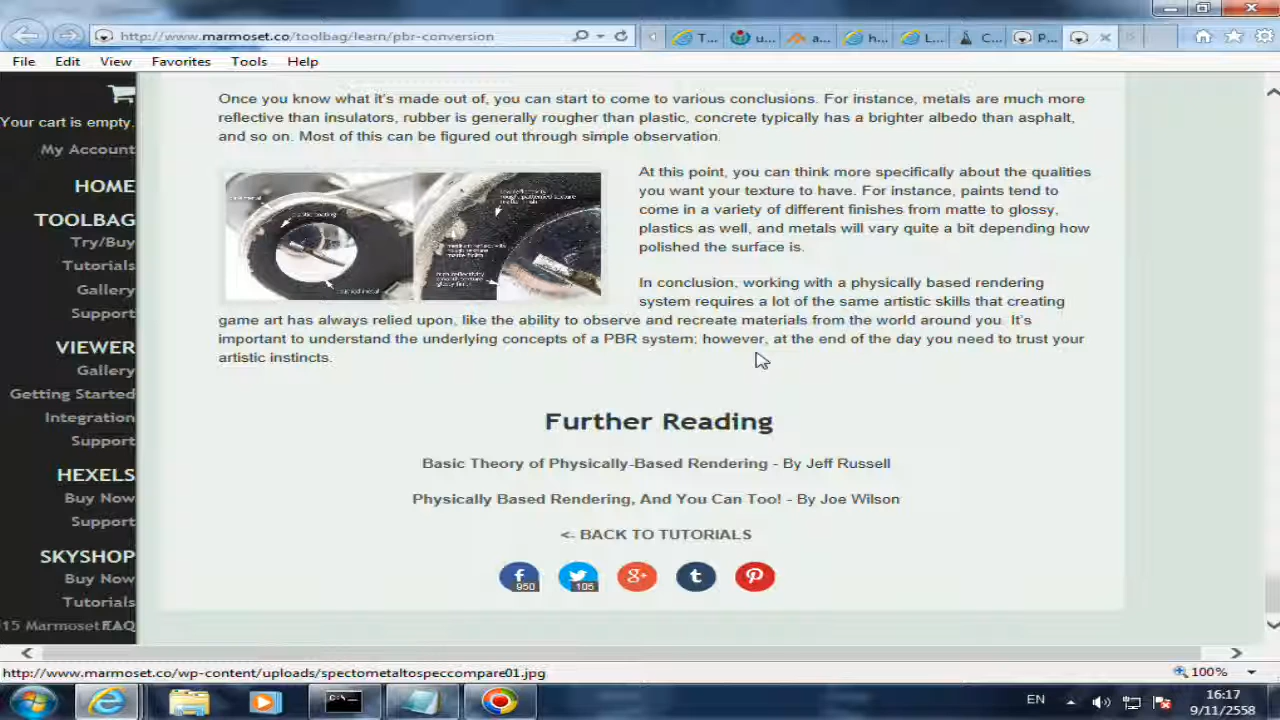 http://www.marmoset.co/toolbag/learn/pbr-conversion
T...
u...
a...
h...
L...
C...
P...
File Edit View Favorites Tools Help
Your cart is empty.
My Account
HOME
TOOLBAG
Try/Buy
Tutorials
Gallery
Support
VIEWER
Gallery
Getting Started
Integration
Support
HEXELS
Buy Now
Support
SKYSHOP
Buy Now
Tutorials
FAQ
15 Marmoset
Once you know what it's made out of, you can start to come to various conclusions. For instance, metals are much more
reflective than insulators, rubber is generally rougher than plastic, concrete typically has a brighter albedo than asphalt,
and so on. Most of this can be figured out through simple observation.
plastic coating
At this point, you can think more specifically about the qualities
you want your texture to have. For instance, paints tend to
come in a variety of different finishes from matte to glossy,
plastics as well, and metals will vary quite a bit depending how
polished the surface is.
In conclusion, working with a physically based rendering
system requires a lot of the same artistic skills that creating
game art has always relied upon, like the ability to observe and recreate materials from the world around you. It's
important to understand the underlying concepts of a PBR system; however, at the end of the day you need to trust your
artistic instincts.
Further Reading
Basic Theory of Physically-Based Rendering - By Jeff Russell
Physically Based Rendering, And You Can Too! - By Joe Wilson
<- BACK TO TUTORIALS
950
105
http://www.marmoset.co/wp-content/uploads/spectometaltospeccompare01.jpg
100%
EN
16:17
9/11/2558